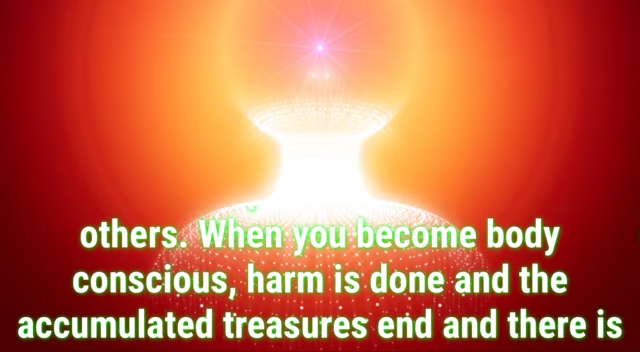 others. When you become body
conscious, harm is done and the
accumulated treasures end and there is